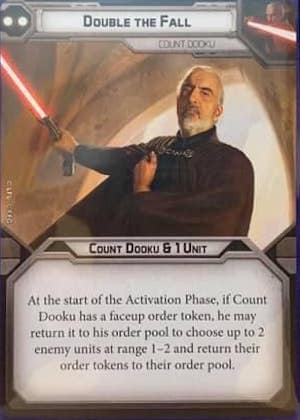 DOUBLE THE FALL
COUNT DOOKU
COUNT DOOKU & 1 UNIT
At the start of the Activation Phase, if Count
Dooku has a faceup order token, he may
return it to his order pool to choose up to 2
enemy units at range 1–2 and return their
order tokens to their order pool.